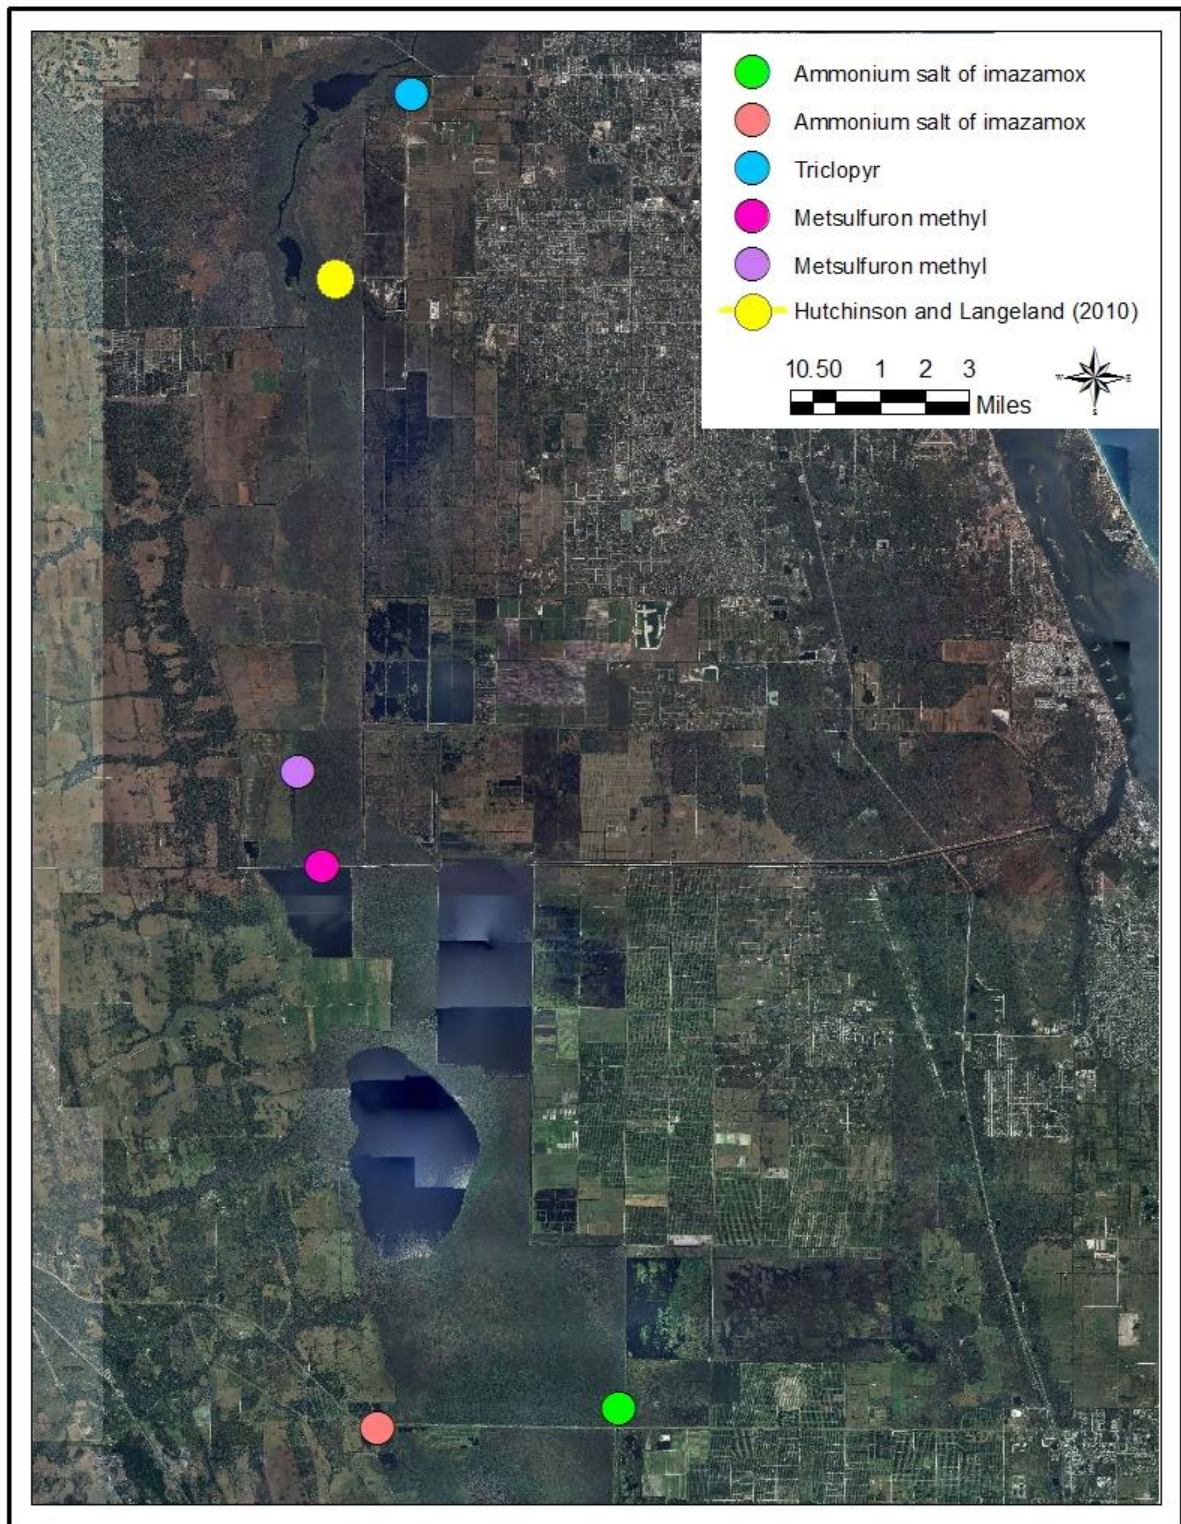 Ammonium salt of imazamox
Ammonium salt of imazamox
Triclopyr
Metsulfuron methyl
Metsulfuron methyl
Hutchinson and Langeland (2010)
10.50 1 2 3
Miles
W E
S